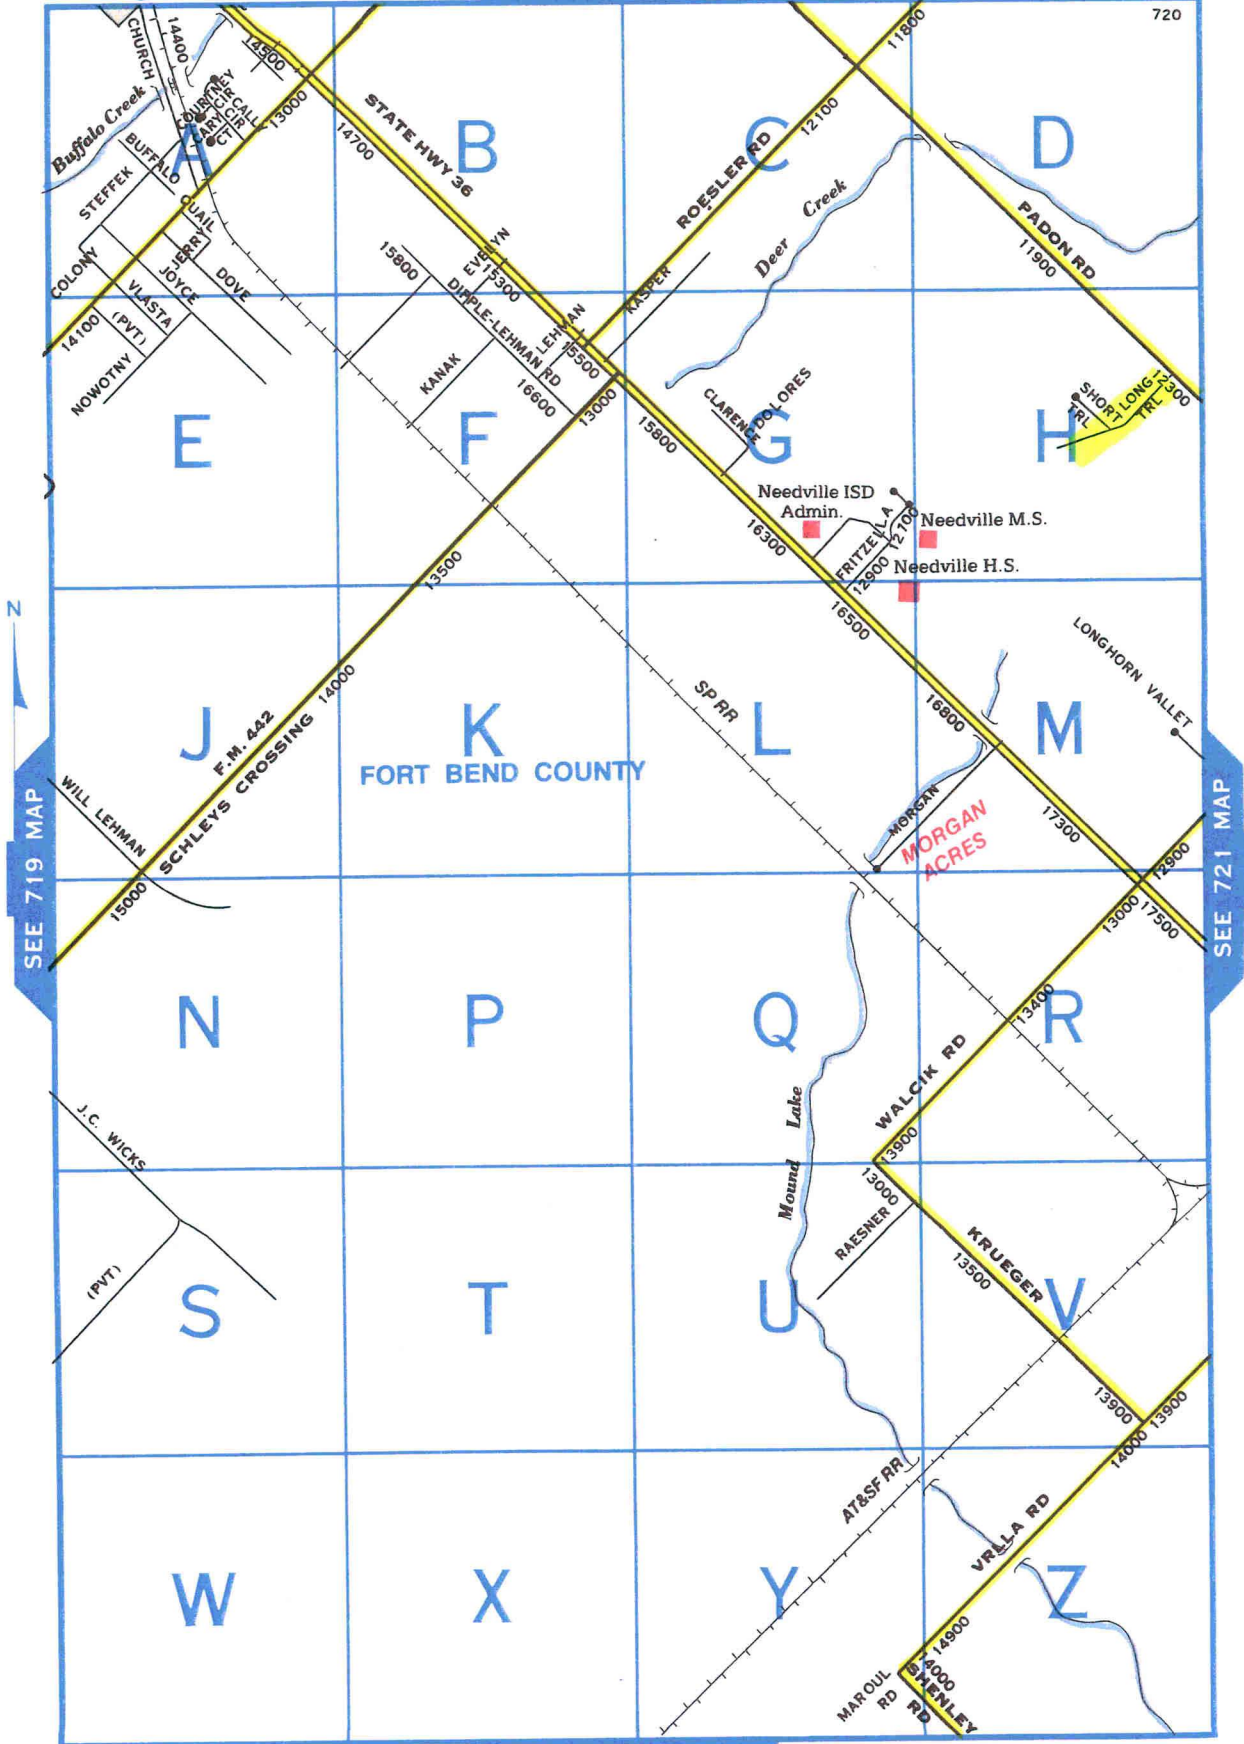 720
CHURCH
14400
14500
COURTNEY
CIR
CALLY
CIR
CARY
CT
13000
Buffalo Creek
A
STATE HWY 36
14700
B
C
12100
11800
ROESLER RD
D
BUFFALO
STEFFEK
QUAIL
JERRY
JOYCE
DOVE
COLONY
VLASTA
(PVT)
14100
NOWOTNY
15800
EVELYN
15300
DIPPLE-LEHMAN RD
LEHMAN
15500
KASPER
Deer
Creek
PADON RD
11900
KANAK
16600
13000
15800
CLARENCE
DOLORES
SHORT
TRL
LONG
TRL
12300
E
F
G
H
Needville ISD
Admin.
Needville M.S.
Needville H.S.
FRITZELLA
12100
12900
16300
16500
13500
14000
N
SP RR
LONGHORN VALLET
16800
J
K
L
M
F.M. 442
SCHLEYS CROSSING
FORT BEND COUNTY
WILL LEHMAN
MORGAN
MORGAN
ACRES
17300
12900
15000
13000
17500
SEE 719 MAP
SEE 721 MAP
N
P
Q
R
13400
WALCIK RD
13900
J.C. WICKS
Mound
Lake
13000
RAESNER
KRUEGER
13500
(PVT)
S
T
U
V
13900
13900
14000
AT&SF RR
VRLLA RD
W
X
Y
Z
14900
14000
SHENLEY
RD
MAROUL
RD